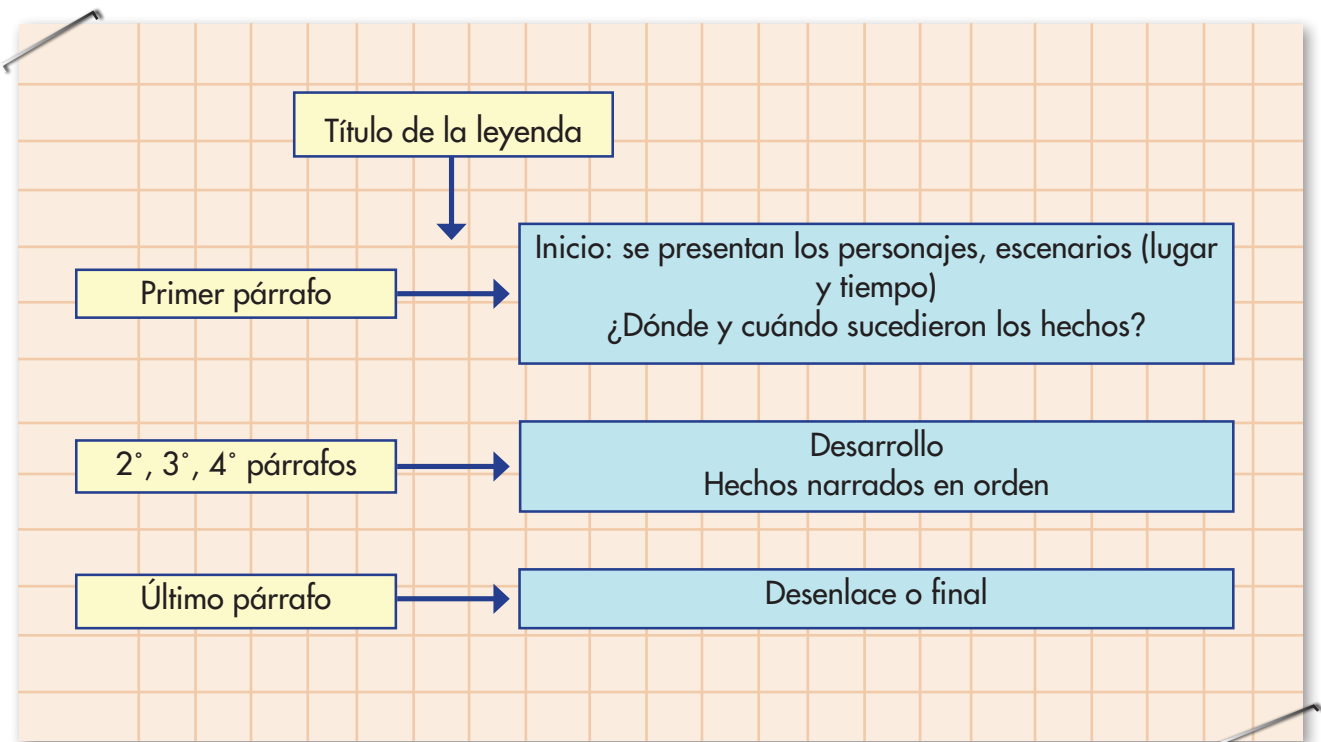 Título de la leyenda
Primer párrafo
Inicio: se presentan los personajes, escenarios (lugar
y tiempo)
¿Dónde y cuándo sucedieron los hechos?
2°, 3°, 4° párrafos
Desarrollo
Hechos narrados en orden
Último párrafo
Desenlace o final